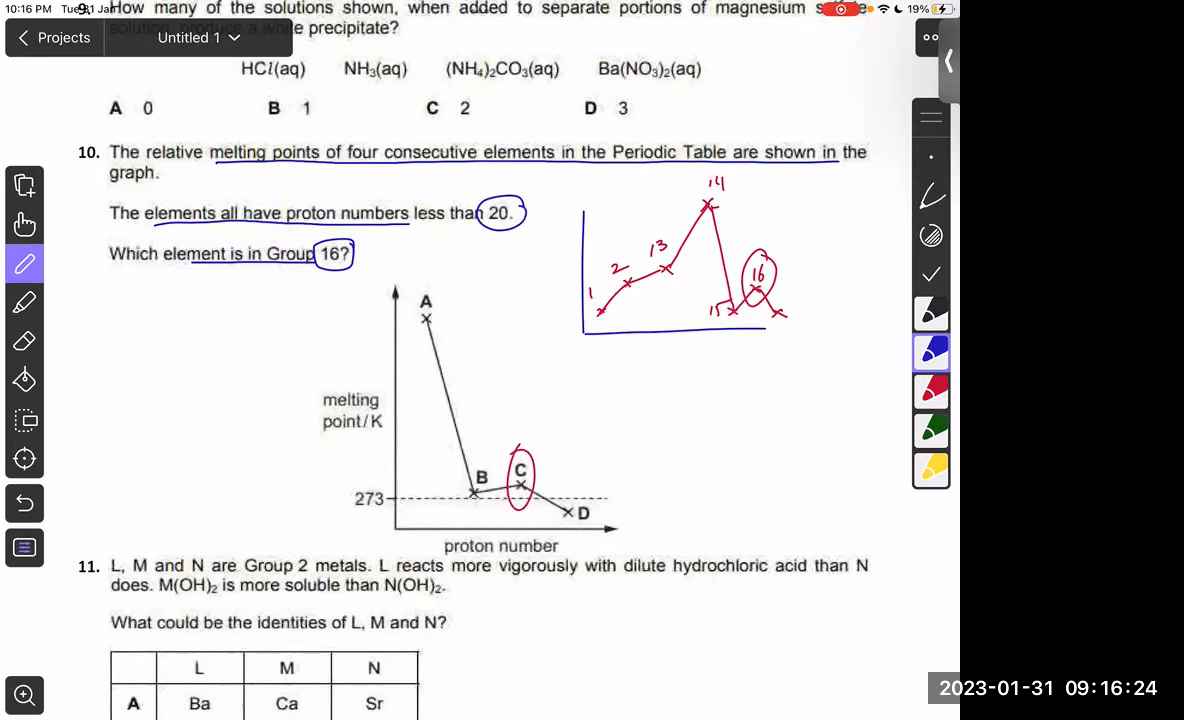 10:16 PM Tue 31 Jan
19%
9. How many of the solutions shown, when added to separate portions of magnesium
precipitate?
Projects
Untitled 1
HCl(aq) NH₃(aq) (NH₄)₂CO₃(aq) Ba(NO₃)₂(aq)
A 0 B 1 C 2 D 3
10. The relative melting points of four consecutive elements in the Periodic Table are shown in the
graph.
The elements all have proton numbers less than 20.
Which element is in Group 16?
14
13
2
1
16
15
A
melting
point/K
B
C
273
D
proton number
11. L, M and N are Group 2 metals. L reacts more vigorously with dilute hydrochloric acid than N
does. M(OH)₂ is more soluble than N(OH)₂.
What could be the identities of L, M and N?
L M N
A Ba Ca Sr
2023-01-31 09:16:24